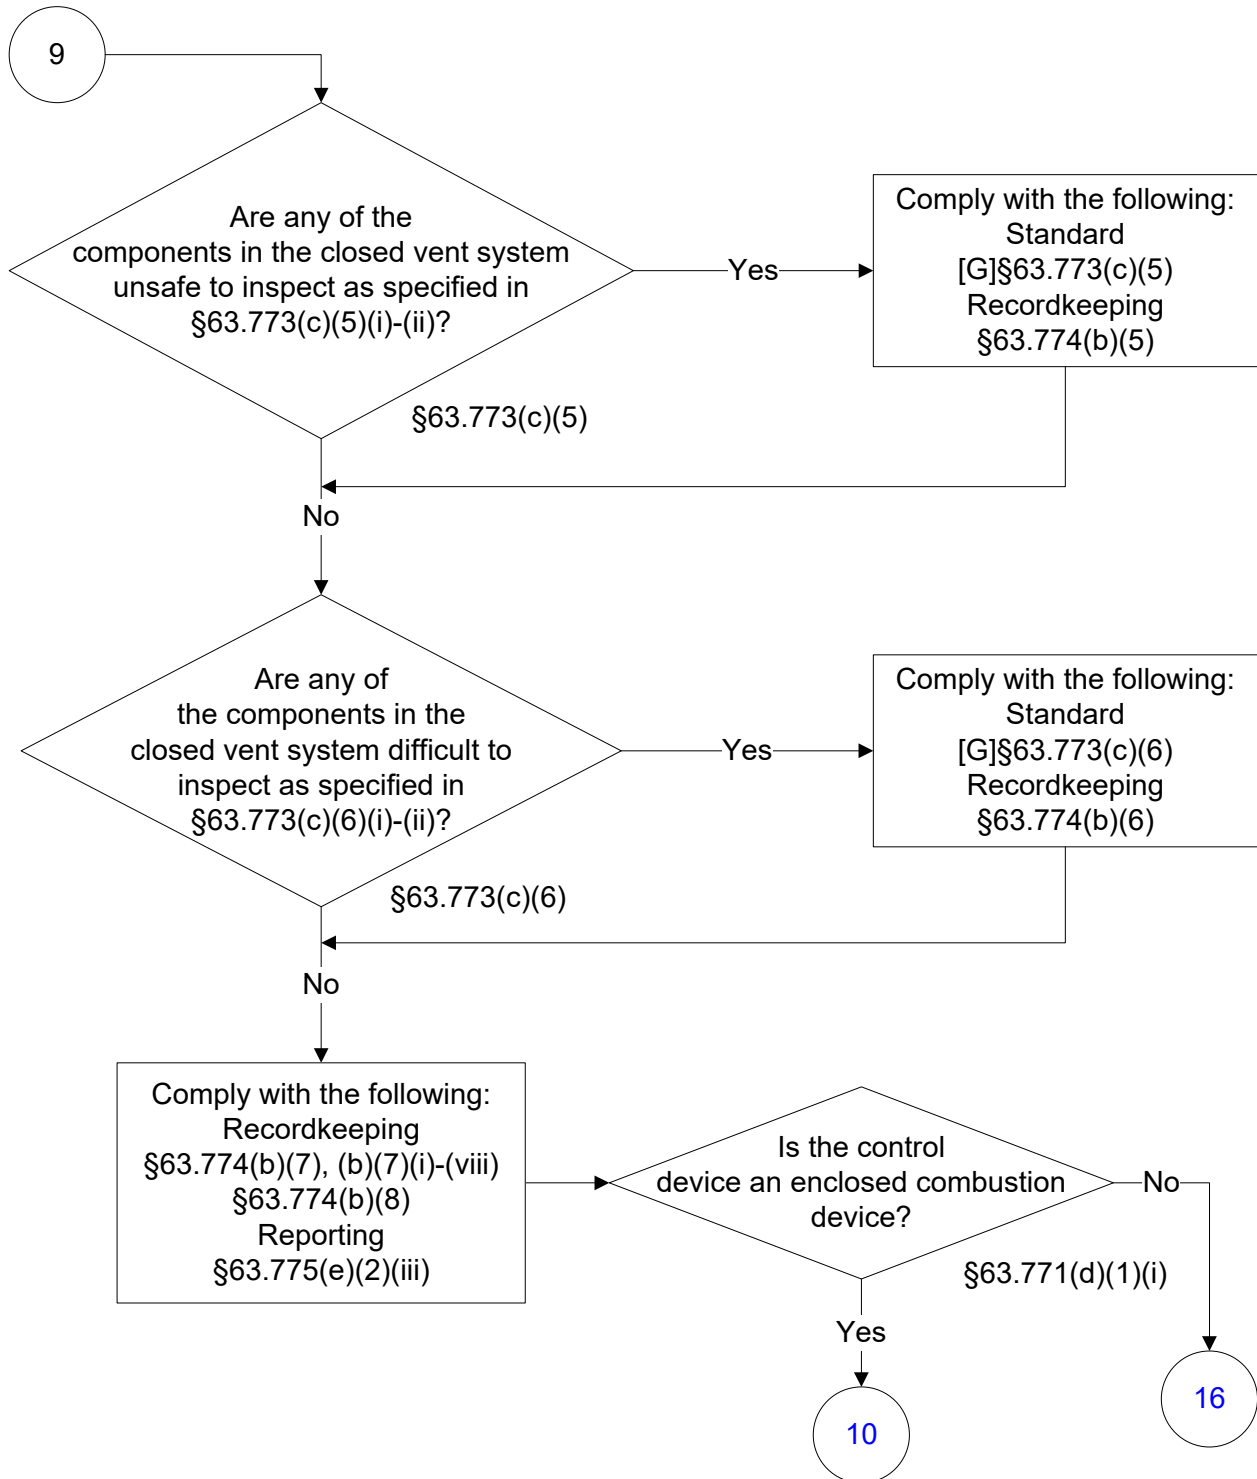 9
Are any of the
components in the closed vent system
unsafe to inspect as specified in
§63.773(c)(5)(i)-(ii)?
Yes
Comply with the following:
Standard
[G]§63.773(c)(5)
Recordkeeping
§63.774(b)(5)
§63.773(c)(5)
No
Are any of
the components in the
closed vent system difficult to
inspect as specified in
§63.773(c)(6)(i)-(ii)?
Yes
Comply with the following:
Standard
[G]§63.773(c)(6)
Recordkeeping
§63.774(b)(6)
§63.773(c)(6)
No
Comply with the following:
Recordkeeping
§63.774(b)(7), (b)(7)(i)-(viii)
§63.774(b)(8)
Reporting
§63.775(e)(2)(iii)
Is the control
device an enclosed combustion
device?
No
§63.771(d)(1)(i)
Yes
16
10